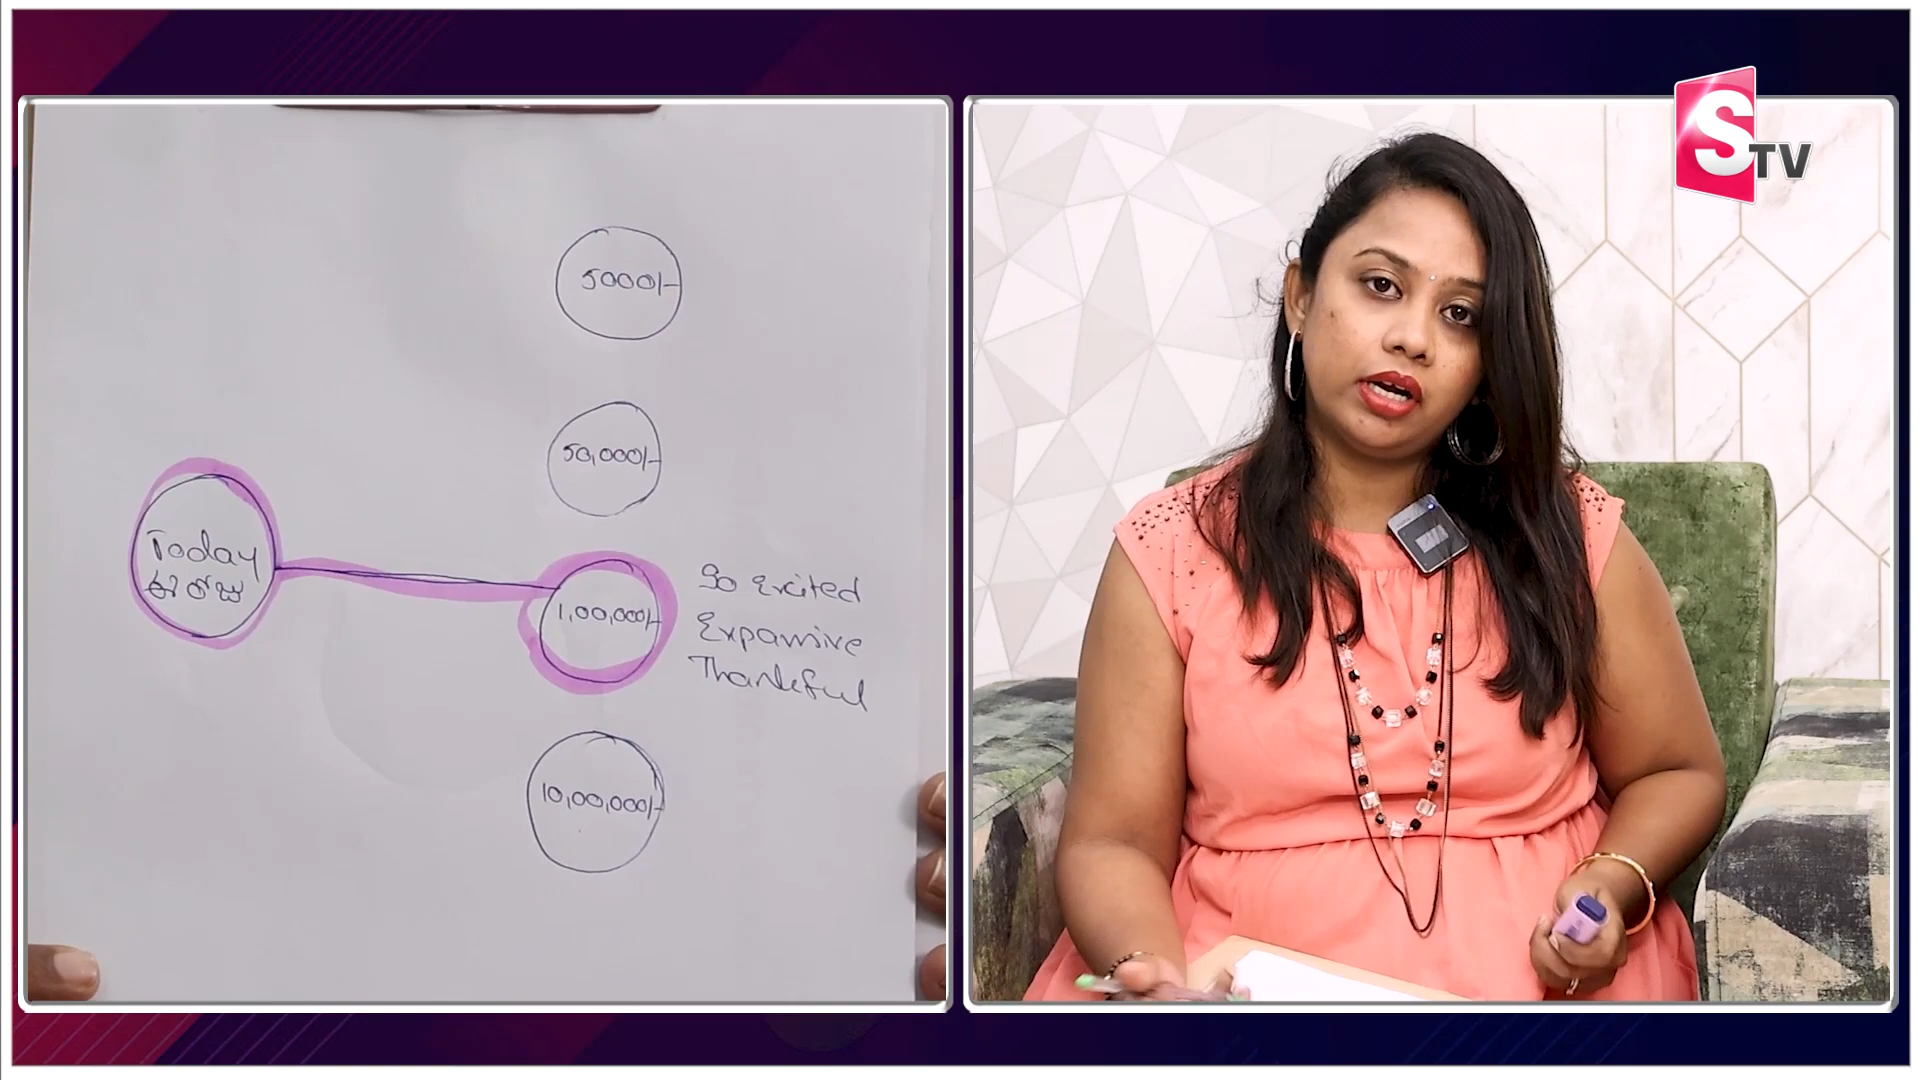 5000/-
50,000/-
Today
ఈ రోజు
1,00,000/-
So Excited
Expansive
Thankful
10,00,000/-
STV